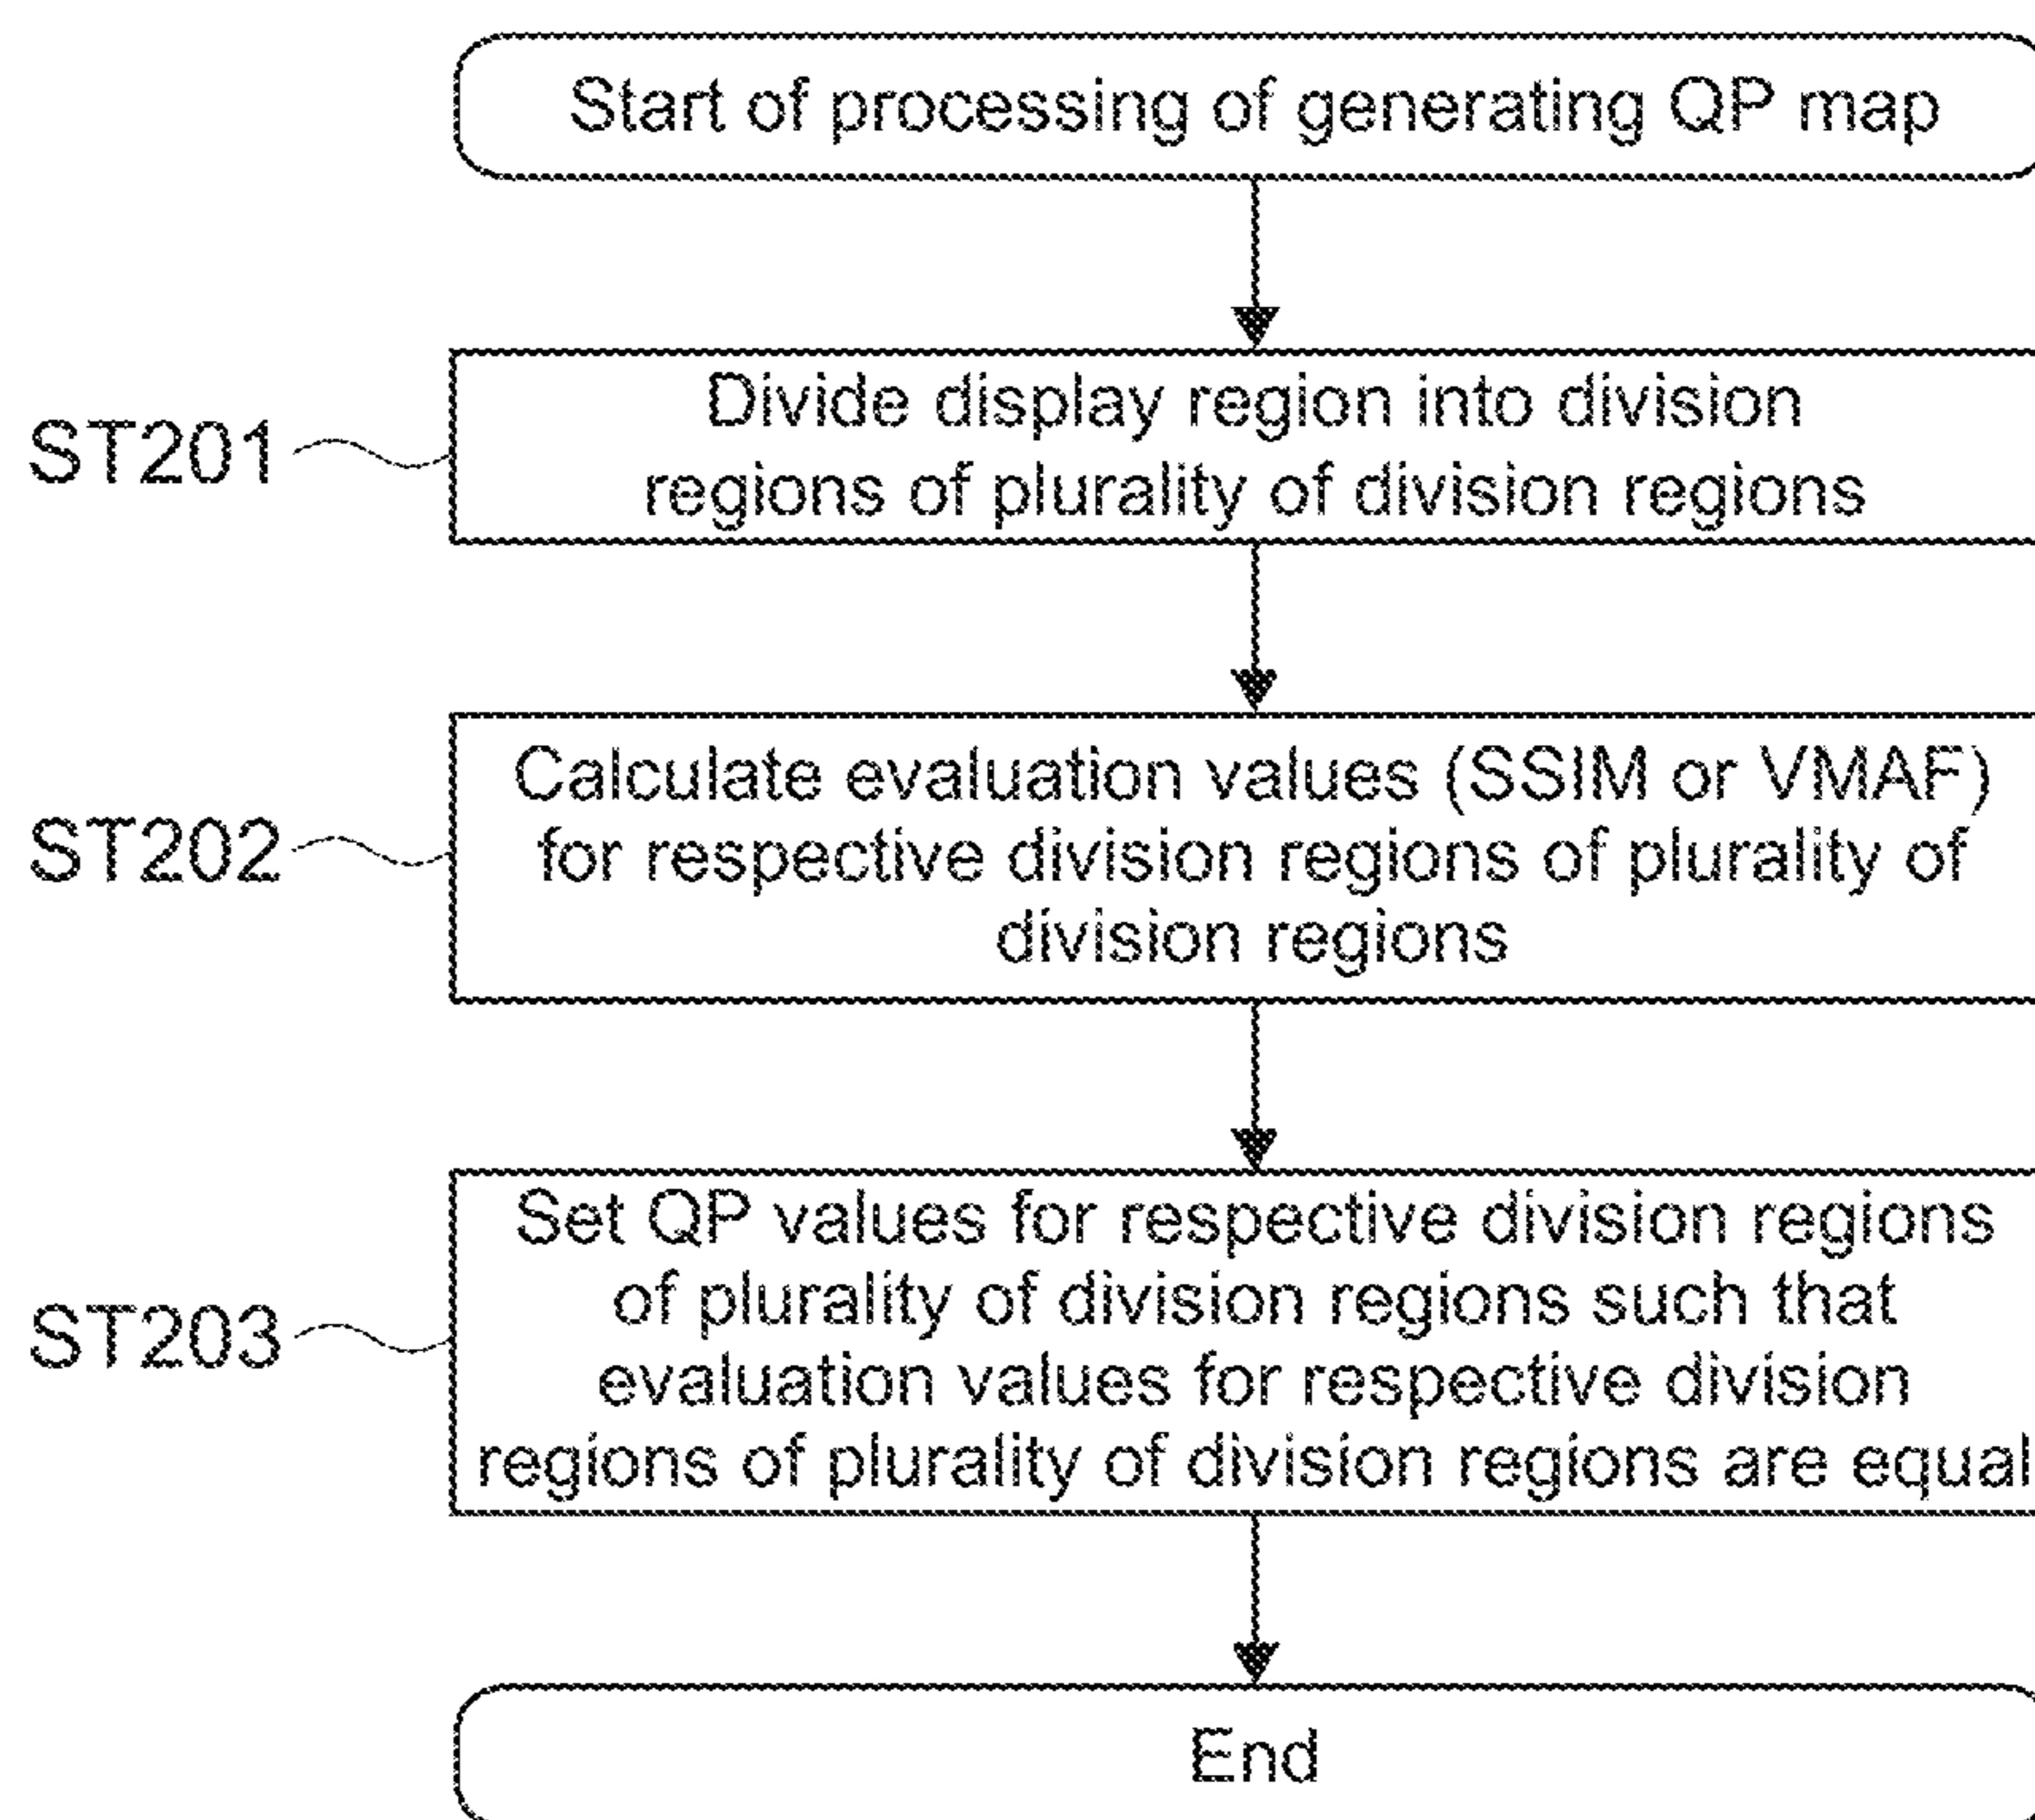 Start of processing of generating QP map
ST201
Divide display region into division
regions of plurality of division regions
ST202
Calculate evaluation values (SSIM or VMAF)
for respective division regions of plurality of
division regions
ST203
Set QP values for respective division regions
of plurality of division regions such that
evaluation values for respective division
regions of plurality of division regions are equal
End